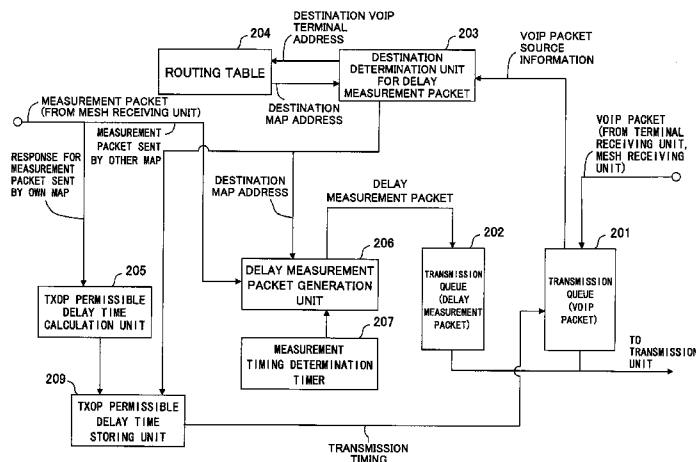 DESTINATION VOIP
TERMINAL
ADDRESS
204
ROUTING TABLE
DESTINATION
MAP ADDRESS
203
DESTINATION
DETERMINATION UNIT
FOR DELAY
MEASUREMENT PACKET
VOIP PACKET
SOURCE
INFORMATION
MEASUREMENT PACKET
(FROM MESH RECEIVING UNIT)
MEASUREMENT
PACKET SENT
BY OTHER MAP
RESPONSE FOR
MEASUREMENT
PACKET SENT
BY OWN MAP
DESTINATION
MAP ADDRESS
DELAY
MEASUREMENT PACKET
VOIP PACKET
(FROM TERMINAL
RECEIVING UNIT,
MESH RECEIVING
UNIT)
206
DELAY MEASUREMENT
PACKET GENERATION
UNIT
202
TRANSMISSION
QUEUE
(DELAY
MEASUREMENT
PACKET)
201
TRANSMISSION
QUEUE
(VOIP
PACKET)
205
TXOP PERMISSIBLE
DELAY TIME
CALCULATION UNIT
207
MEASUREMENT
TIMING DETERMINATION
TIMER
TO
TRANSMISSION
UNIT
209
TXOP PERMISSIBLE
DELAY TIME
STORING UNIT
TRANSMISSION
TIMING